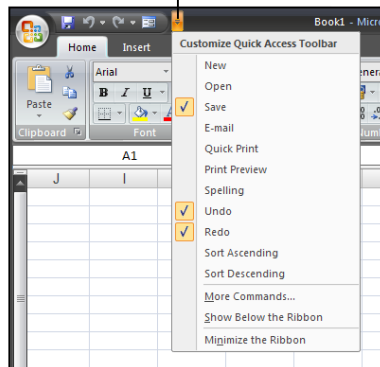 Book1 - Micro
Home Insert
Customize Quick Access Toolbar
New
Open
Save
E-mail
Quick Print
Print Preview
Spelling
Undo
Redo
Sort Ascending
Sort Descending
More Commands...
Show Below the Ribbon
Minimize the Ribbon
Arial
B I U
Paste
Clipboard Font
A1
J I